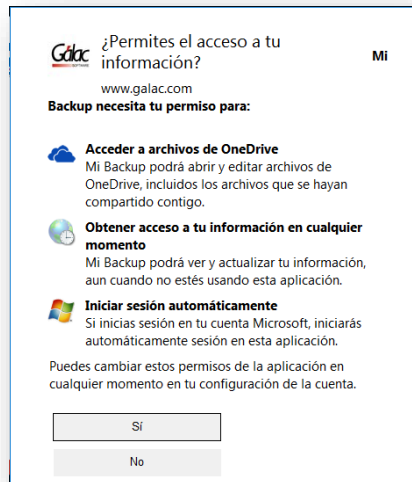 Gálac
SOFTWARE
¿Permites el acceso a tu
información?
Mi
www.galac.com
Backup necesita tu permiso para:
Acceder a archivos de OneDrive
Mi Backup podrá abrir y editar archivos de
OneDrive, incluidos los archivos que se hayan
compartido contigo.
Obtener acceso a tu información en cualquier
momento
Mi Backup podrá ver y actualizar tu información,
aun cuando no estés usando esta aplicación.
Iniciar sesión automáticamente
Si inicias sesión en tu cuenta Microsoft, iniciarás
automáticamente sesión en esta aplicación.
Puedes cambiar estos permisos de la aplicación en
cualquier momento en tu configuración de la cuenta.
Sí
No